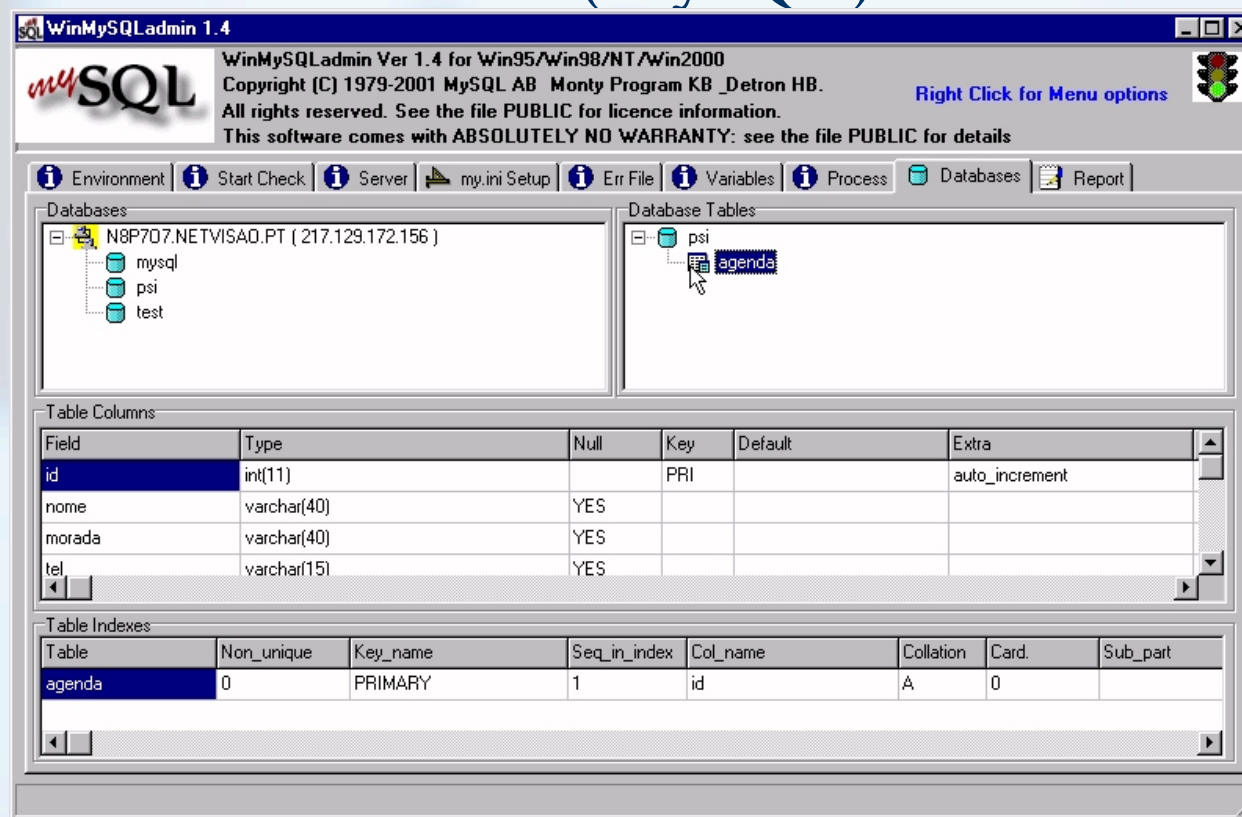 (MySQL)
WinMySQLadmin 1.4
mySQL
WinMySQLadmin Ver 1.4 for Win95/Win98/NT/Win2000
Copyright (C) 1979-2001 MySQL AB Monty Program KB _Detron HB.
All rights reserved. See the file PUBLIC for licence information.
This software comes with ABSOLUTELY NO WARRANTY: see the file PUBLIC for details
Right Click for Menu options
Environment Start Check Server my.ini Setup Err File Variables Process Databases Report
Databases
N8P7O7.NETVISAO.PT ( 217.129.172.156 )
mysql
psi
test
Database Tables
psi
agenda
Table Columns
Field Type Null Key Default Extra
id int(11) PRI auto_increment
nome varchar(40) YES
morada varchar(40) YES
tel varchar(15) YES
Table Indexes
Table Non_unique Key_name Seq_in_index Col_name Collation Card. Sub_part
agenda 0 PRIMARY 1 id A 0